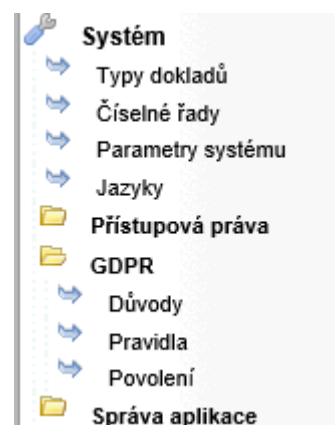 Systém
Typy dokladů
Číselné řady
Parametry systému
Jazyky
Přístupová práva
GDPR
Důvody
Pravidla
Povolení
Správa aplikace